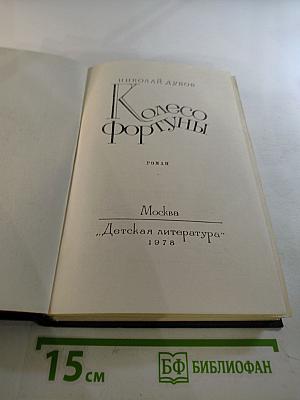 НИКОЛАЙ ДУБОВ
Колесо
фортуны
РОМАН
Москва
„Детская литература“
1978
15 см
БФ БИБЛИОФАН